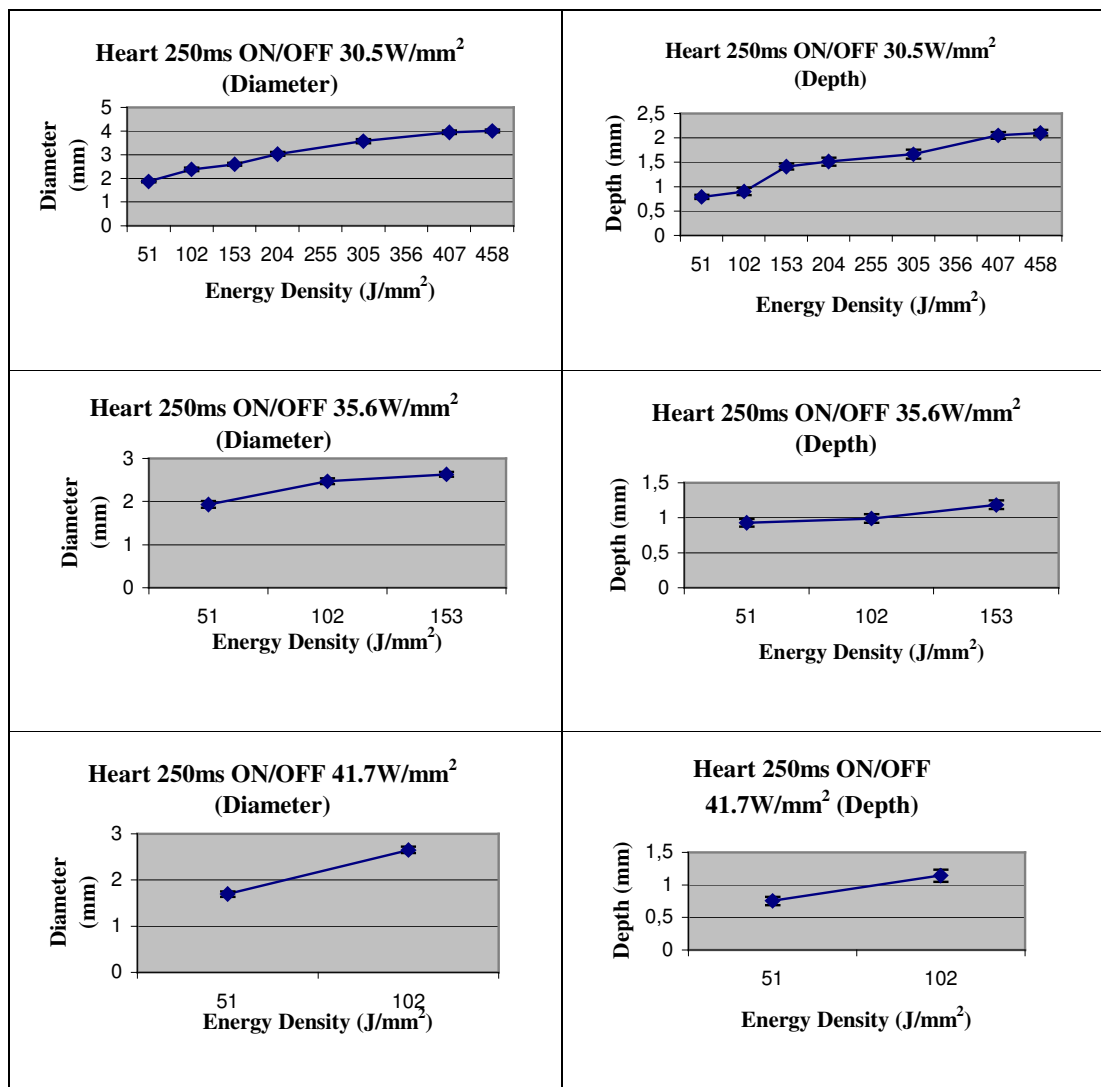 Heart 250ms ON/OFF 30.5W/mm²
(Diameter)
5
4
3
2
1
0
Diameter
(mm)
51 102 153 204 255 305 356 407 458
Energy Density (J/mm²)
Heart 250ms ON/OFF 30.5W/mm²
(Depth)
2,5
2
1,5
1
0,5
0
Depth (mm)
51 102 153 204 255 305 356 407 458
Energy Density (J/mm²)
Heart 250ms ON/OFF 35.6W/mm²
(Diameter)
3
2
1
0
Diameter
(mm)
51 102 153
Energy Density (J/mm²)
Heart 250ms ON/OFF 35.6W/mm²
(Depth)
1,5
1
0,5
0
Depth (mm)
51 102 153
Energy Density (J/mm²)
Heart 250ms ON/OFF 41.7W/mm²
(Diameter)
3
2
1
0
Diameter
(mm)
51 102
Energy Density (J/mm²)
Heart 250ms ON/OFF
41.7W/mm² (Depth)
1,5
1
0,5
0
Depth (mm)
51 102
Energy Density (J/mm²)